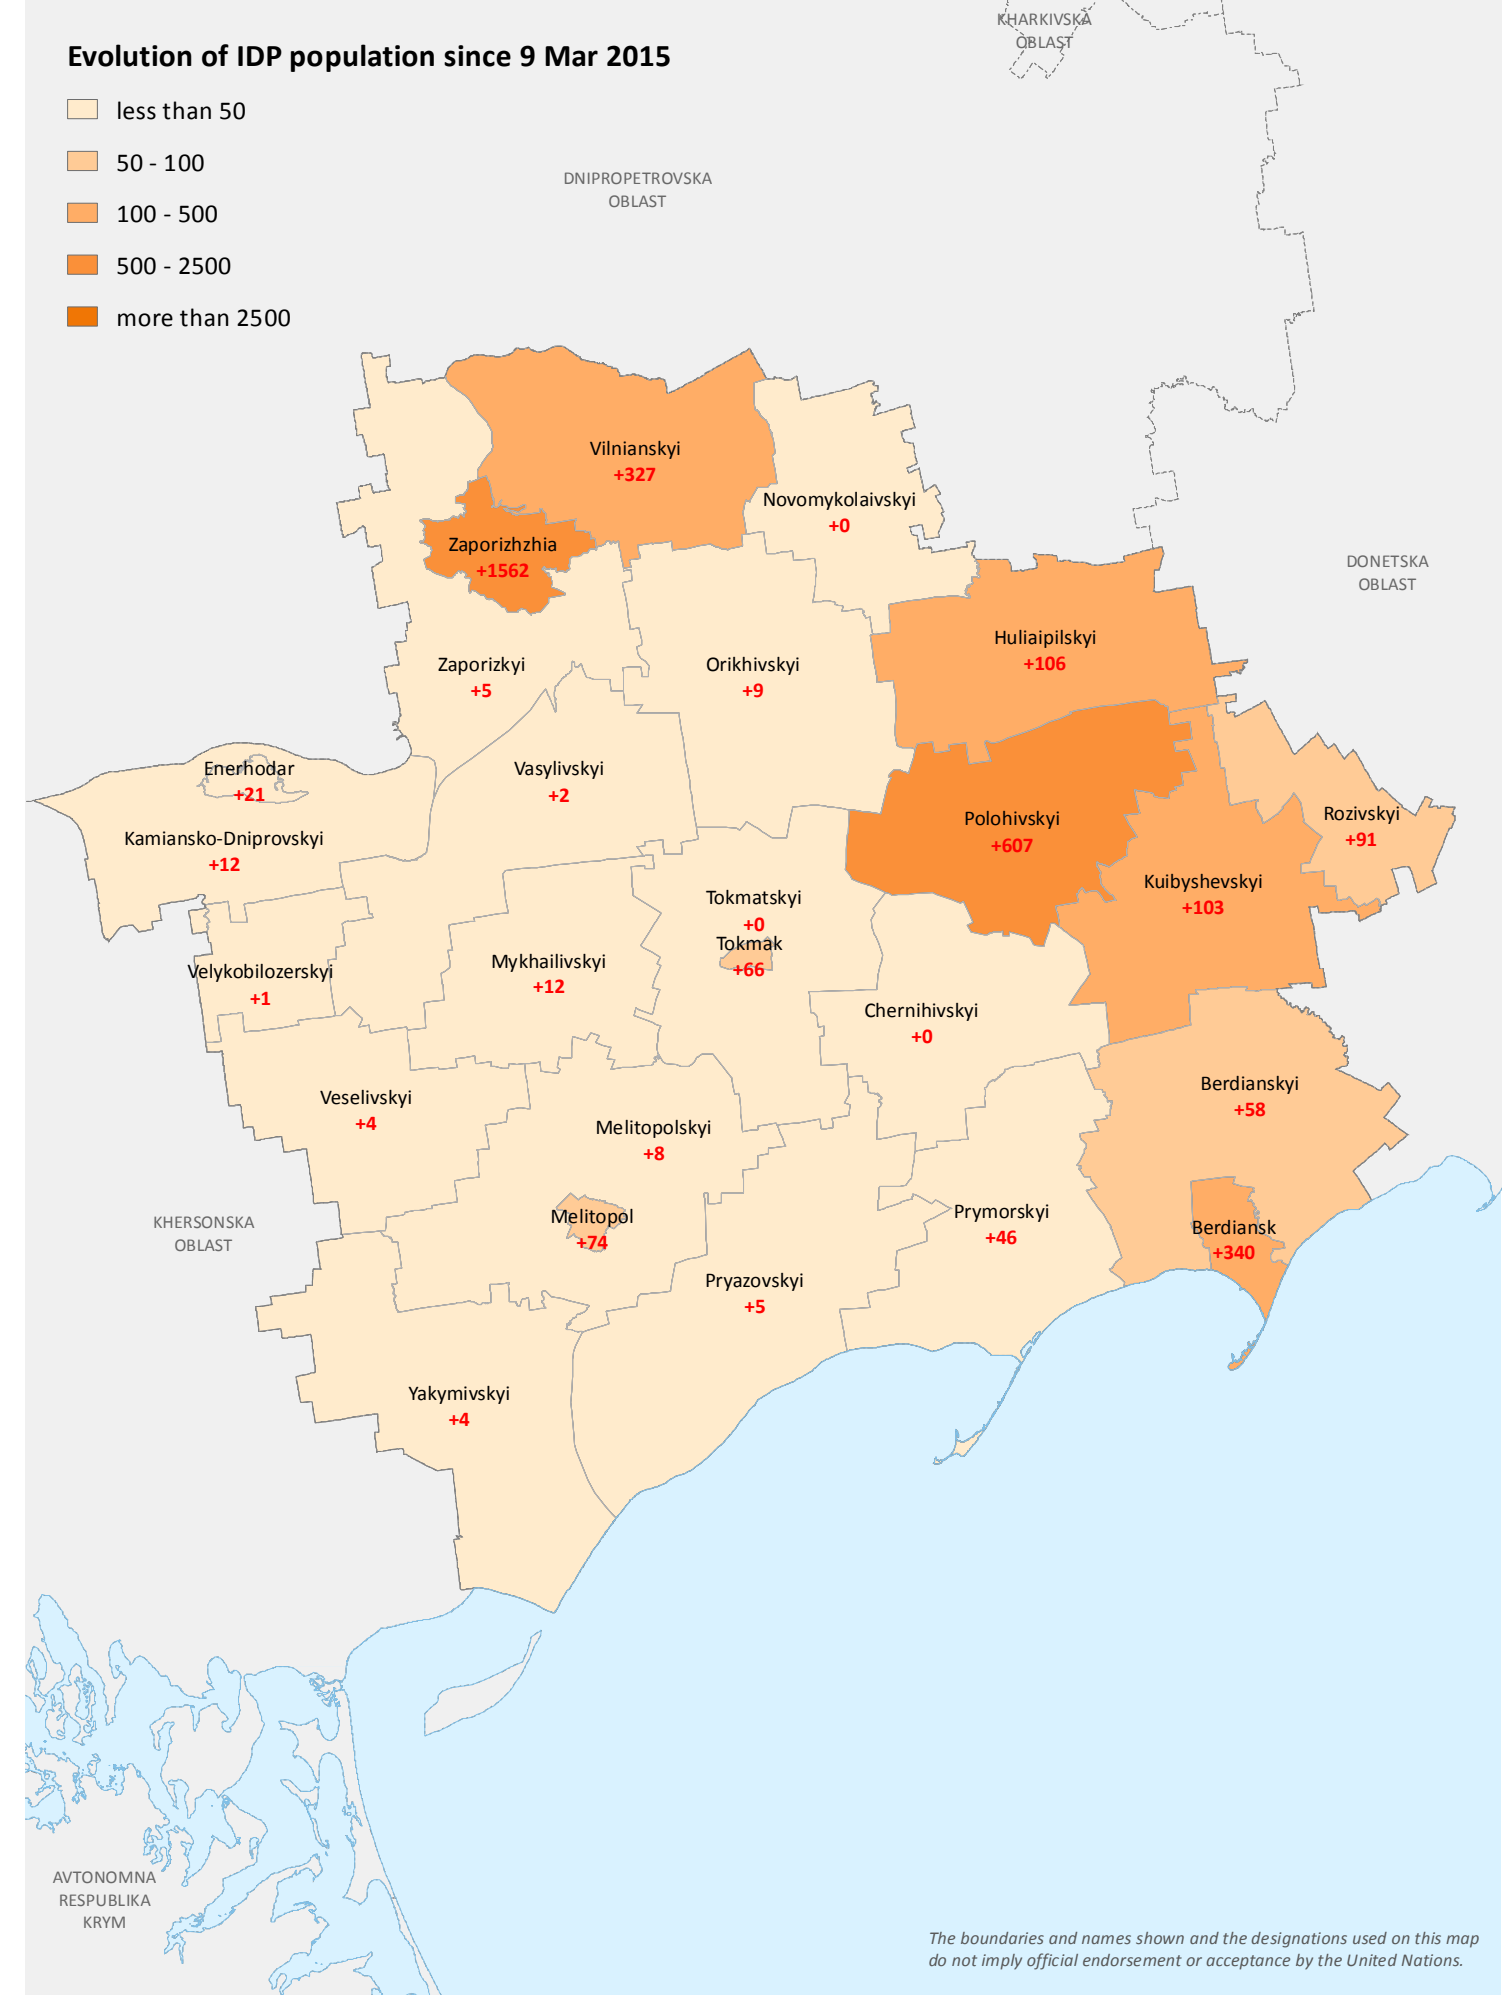 KHARKIVSKA
OBLAST
Evolution of IDP population since 9 Mar 2015
less than 50
50 - 100
100 - 500
500 - 2500
more than 2500
DNIPROPETROVSKA
OBLAST
Vilnianskyi
+327
Novomykolaivskyi
+0
Zaporizhzhia
+1562
DONETSKA
OBLAST
Huliaipilskyi
+106
Zaporizkyi
+5
Orikhivskyi
+9
Enerhodar
+21
Vasylivskyi
+2
Kamiansko-Dniprovskyi
+12
Polohivskyi
+607
Rozivskyi
+91
Kuibyshevskyi
+103
Tokmatskyi
+0
Tokmak
+66
Velykobilozerskyi
+1
Mykhailivskyi
+12
Chernihivskyi
+0
Veselivskyi
+4
Melitopolskyi
+8
Berdianskyi
+58
KHERSONSKA
OBLAST
Melitopol
+74
Prymorskyi
+46
Berdiansk
+340
Pryazovskyi
+5
Yakymivskyi
+4
AVTONOMNA
RESPUBLIKA
KRYM
The boundaries and names shown and the designations used on this map
do not imply official endorsement or acceptance by the United Nations.